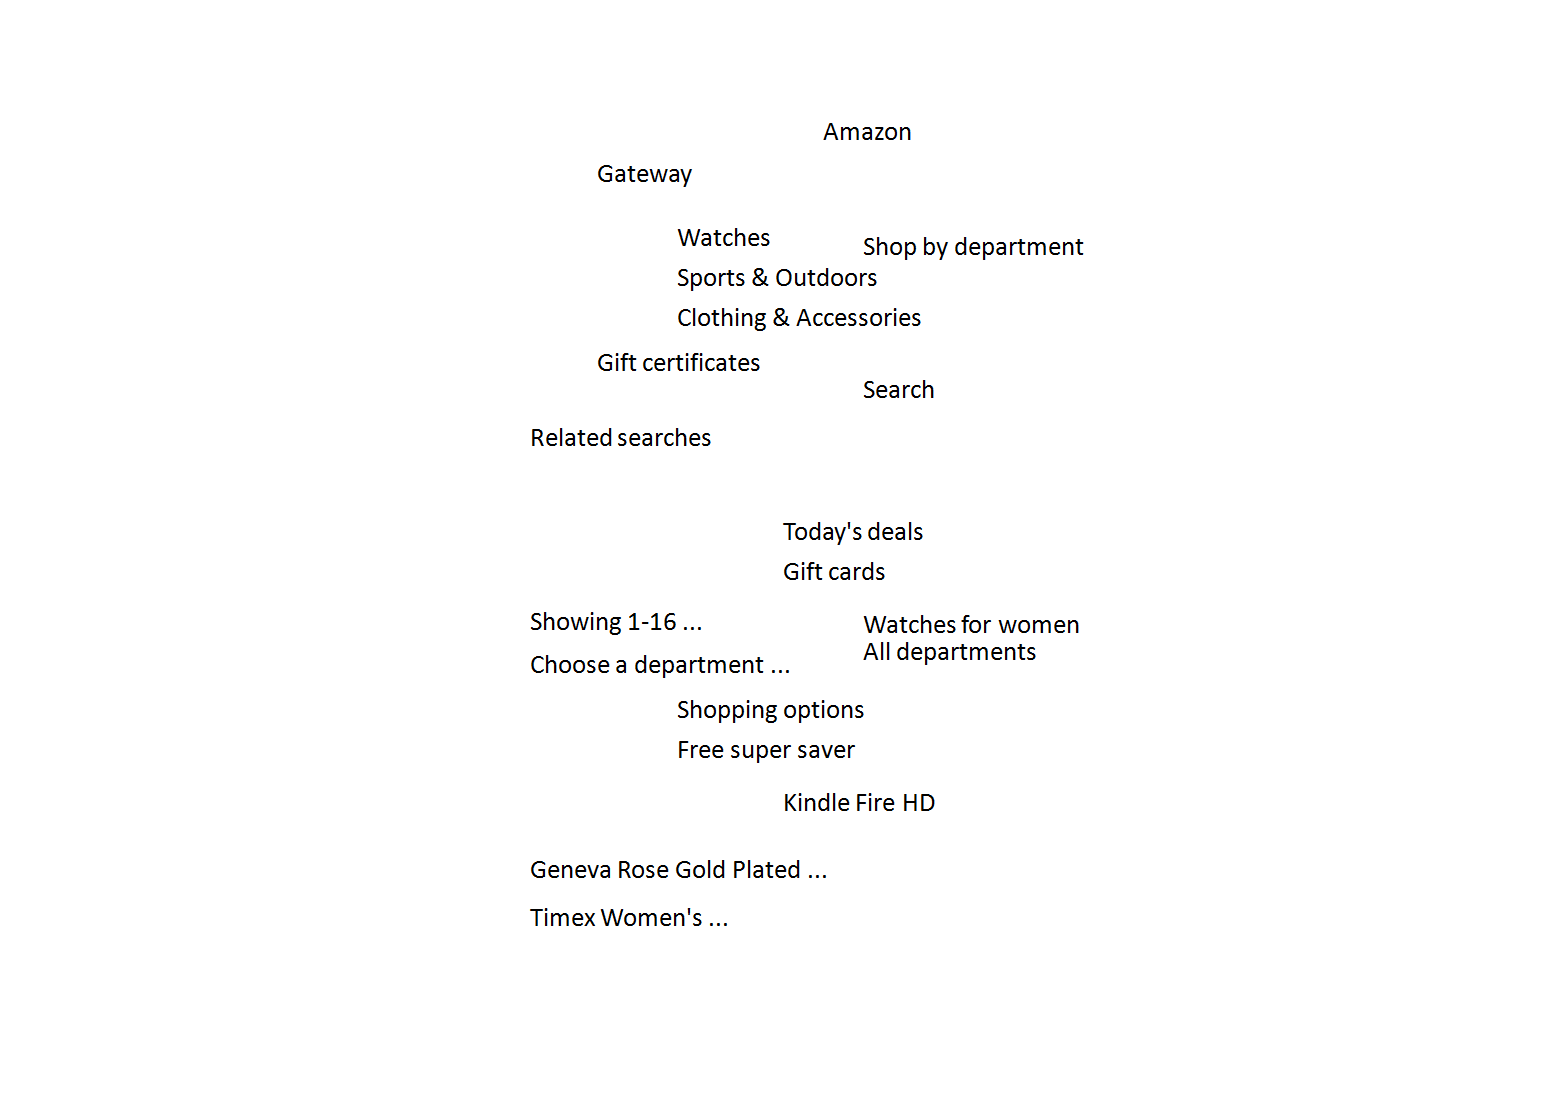 Amazon
Gateway
Watches
Shop by department
Sports & Outdoors
Clothing & Accessories
Gift certificates
Search
Related searches
Today's deals
Gift cards
Showing 1-16 ...
Watches for women
All departments
Choose a department ...
Shopping options
Free super saver
Kindle Fire HD
Geneva Rose Gold Plated ...
Timex Women's ...